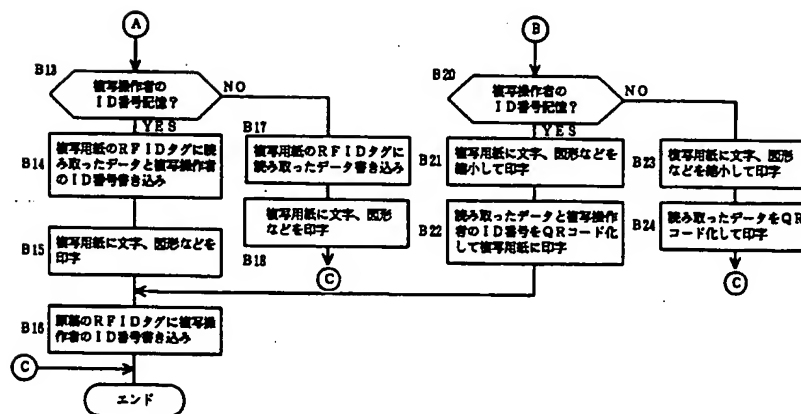 A
B13
複写操作者の
ID番号記憶？
NO
YES
B14
複写用紙のRFIDタグに読
み取ったデータと複写操作者
のID番号書き込み
B15
複写用紙に文字、図形などを
印字
B16
原稿のRFIDタグに複写操
作者のID番号書き込み
C
エンド
B17
複写用紙のRFIDタグに
読み取ったデータ書き込み
複写用紙に文字、図形
などを印字
B18
C
B
B20
複写操作者の
ID番号記憶？
NO
YES
B21
複写用紙に文字、図形などを
縮小して印字
B22
読み取ったデータと複写操作
者のID番号をQRコード化
して複写用紙に印字
B23
複写用紙に文字、図形
などを縮小して印字
B24
読み取ったデータをQR
コード化して印字
C